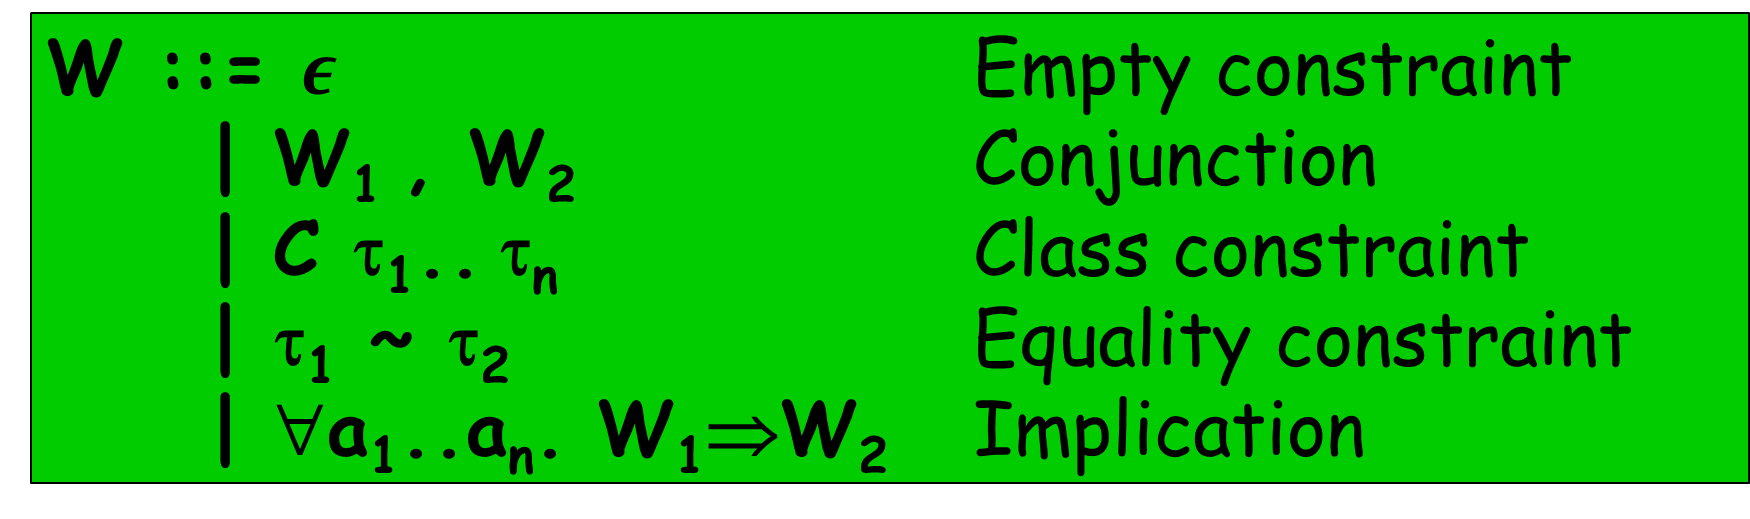 W ::= ϵ Empty constraint
| W₁ , W₂ Conjunction
| C τ₁.. τₙ Class constraint
| τ₁ ~ τ₂ Equality constraint
| ∀a₁..aₙ. W₁⇒W₂ Implication